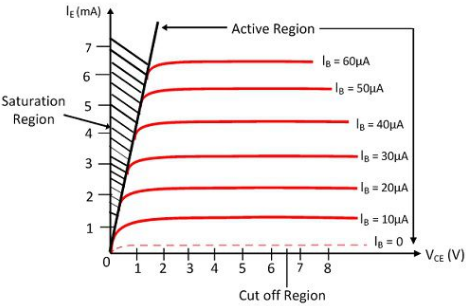 I_E (mA)
Active Region
7
6
5
4
3
2
1
0
Saturation
Region
I_B = 60μA
I_B = 50μA
I_B = 40μA
I_B = 30μA
I_B = 20μA
I_B = 10μA
I_B = 0
1 2 3 4 5 6 7 8
V_CE (V)
Cut off Region